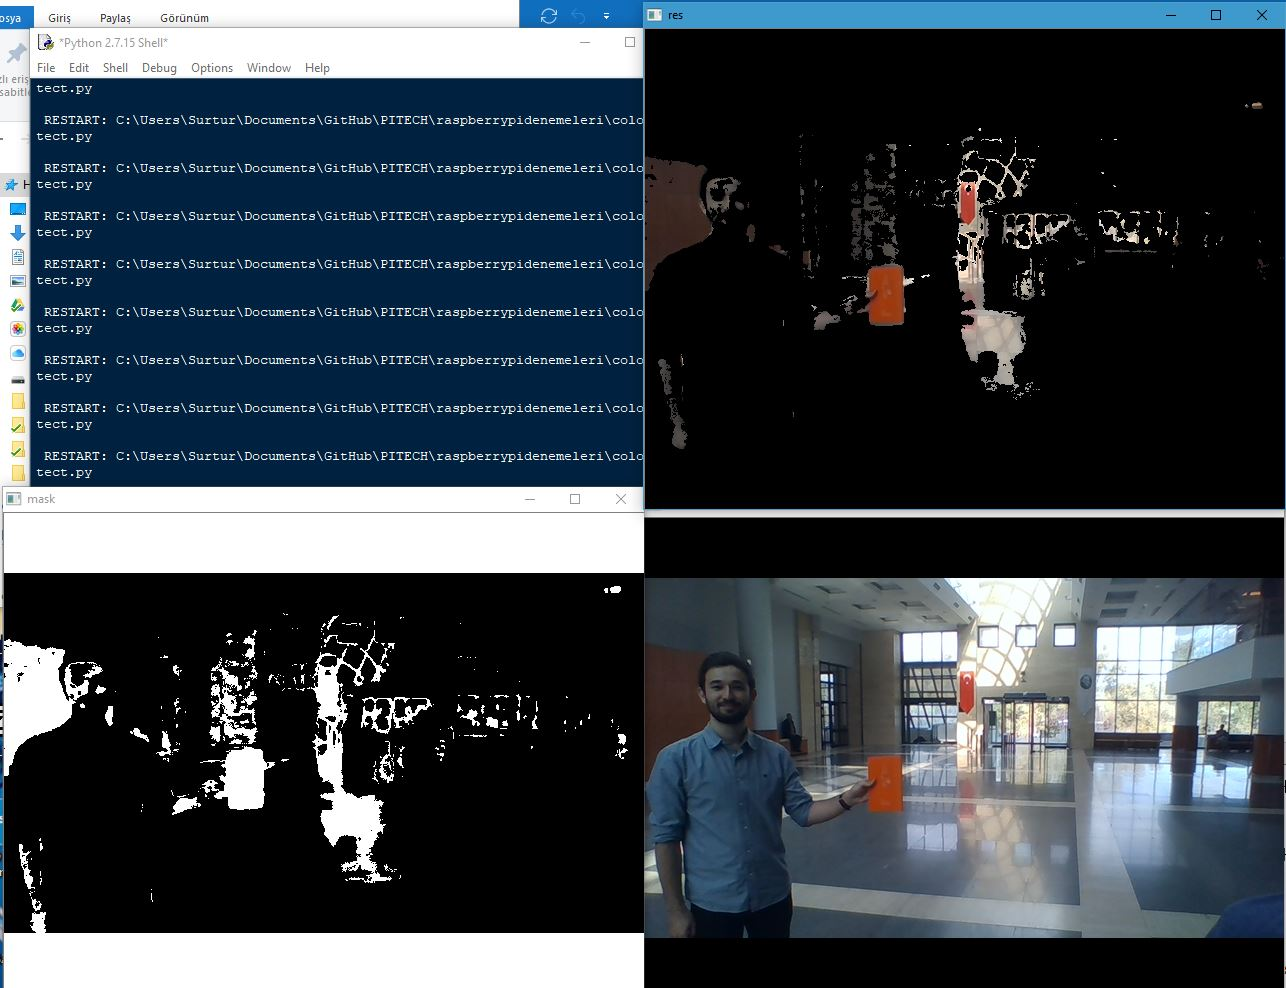 osya Giriş Paylaş Görünüm
res
*Python 2.7.15 Shell*
File Edit Shell Debug Options Window Help
tect.py
RESTART: C:\Users\Surtur\Documents\GitHub\PITECH\raspberrypidenemeleri\colo
tect.py
RESTART: C:\Users\Surtur\Documents\GitHub\PITECH\raspberrypidenemeleri\colo
tect.py
RESTART: C:\Users\Surtur\Documents\GitHub\PITECH\raspberrypidenemeleri\colo
tect.py
RESTART: C:\Users\Surtur\Documents\GitHub\PITECH\raspberrypidenemeleri\colo
tect.py
RESTART: C:\Users\Surtur\Documents\GitHub\PITECH\raspberrypidenemeleri\colo
tect.py
RESTART: C:\Users\Surtur\Documents\GitHub\PITECH\raspberrypidenemeleri\colo
tect.py
RESTART: C:\Users\Surtur\Documents\GitHub\PITECH\raspberrypidenemeleri\colo
tect.py
RESTART: C:\Users\Surtur\Documents\GitHub\PITECH\raspberrypidenemeleri\colo
tect.py
zlı eriş
sabitle
H
mask